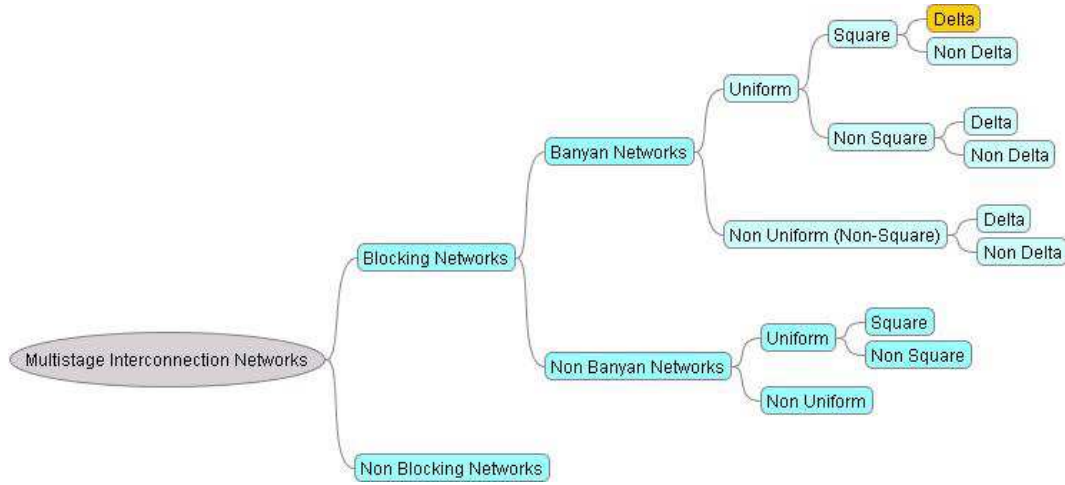 Delta
Square
Non Delta
Uniform
Delta
Non Square
Non Delta
Banyan Networks
Delta
Non Uniform (Non-Square)
Non Delta
Blocking Networks
Square
Uniform
Non Square
Non Banyan Networks
Non Uniform
Multistage Interconnection Networks
Non Blocking Networks